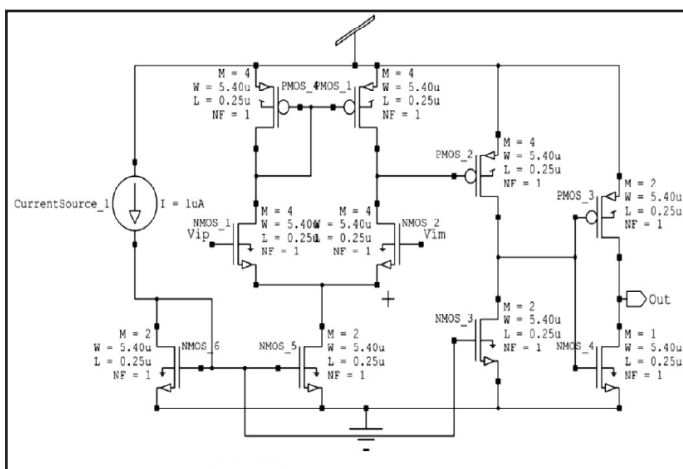 M = 4
W = 5.40u
L = 0.25u
NF = 1
PMOS_4
PMOS_1
M = 4
W = 5.40u
L = 0.25u
NF = 1
M = 4
W = 5.40u
L = 0.25u
NF = 1
PMOS_2
M = 2
W = 5.40u
L = 0.25u
NF = 1
PMOS_3
CurrentSource_1
I = 1uA
NMOS_1
Vip
M = 4
W = 5.40u
L = 0.25u
NF = 1
M = 4
W = 5.40u
L = 0.25u
NF = 1
NMOS_2
Vim
Out
M = 2
W = 5.40u
L = 0.25u
NF = 1
NMOS_6
NMOS_5
M = 2
W = 5.40u
L = 0.25u
NF = 1
NMOS_3
M = 2
W = 5.40u
L = 0.25u
NF = 1
NMOS_4
M = 1
W = 5.40u
L = 0.25u
NF = 1